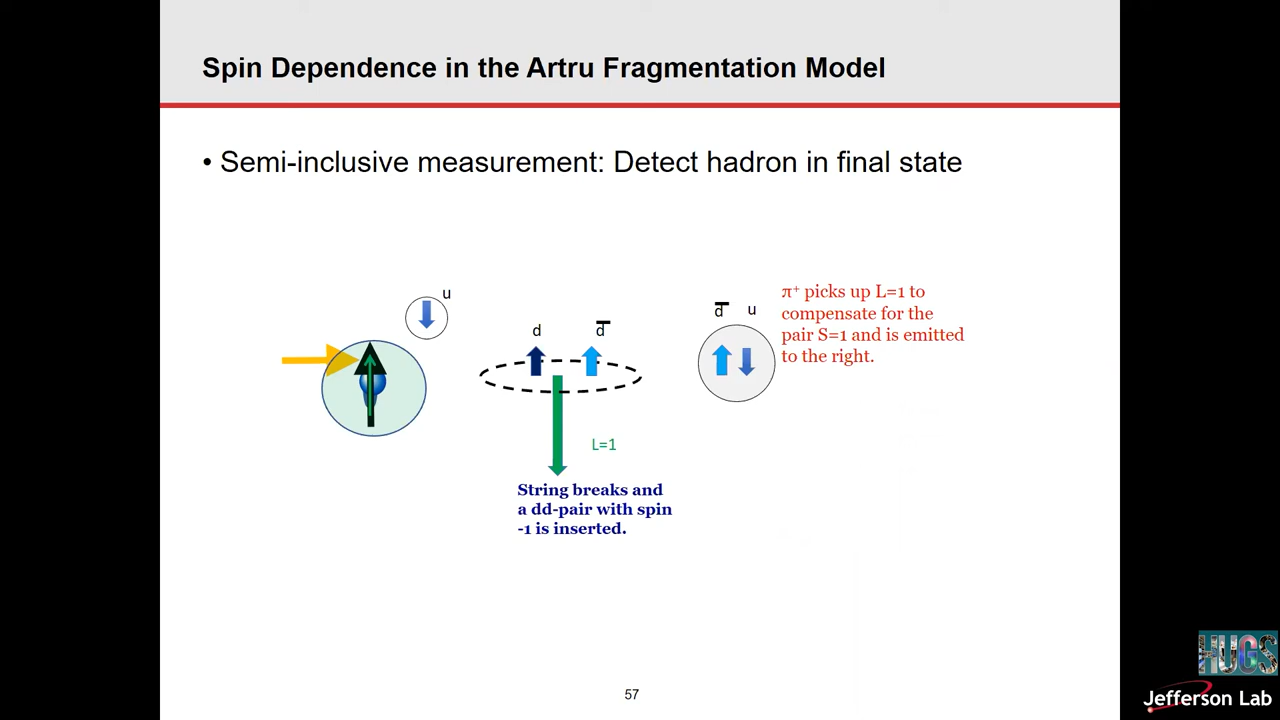 Spin Dependence in the Artru Fragmentation Model
• Semi-inclusive measurement: Detect hadron in final state
u
d
d̅
d̅ u
π⁺ picks up L=1 to
compensate for the
pair S=1 and is emitted
to the right.
L=1
String breaks and
a dd-pair with spin
-1 is inserted.
57
HUGS
Jefferson Lab